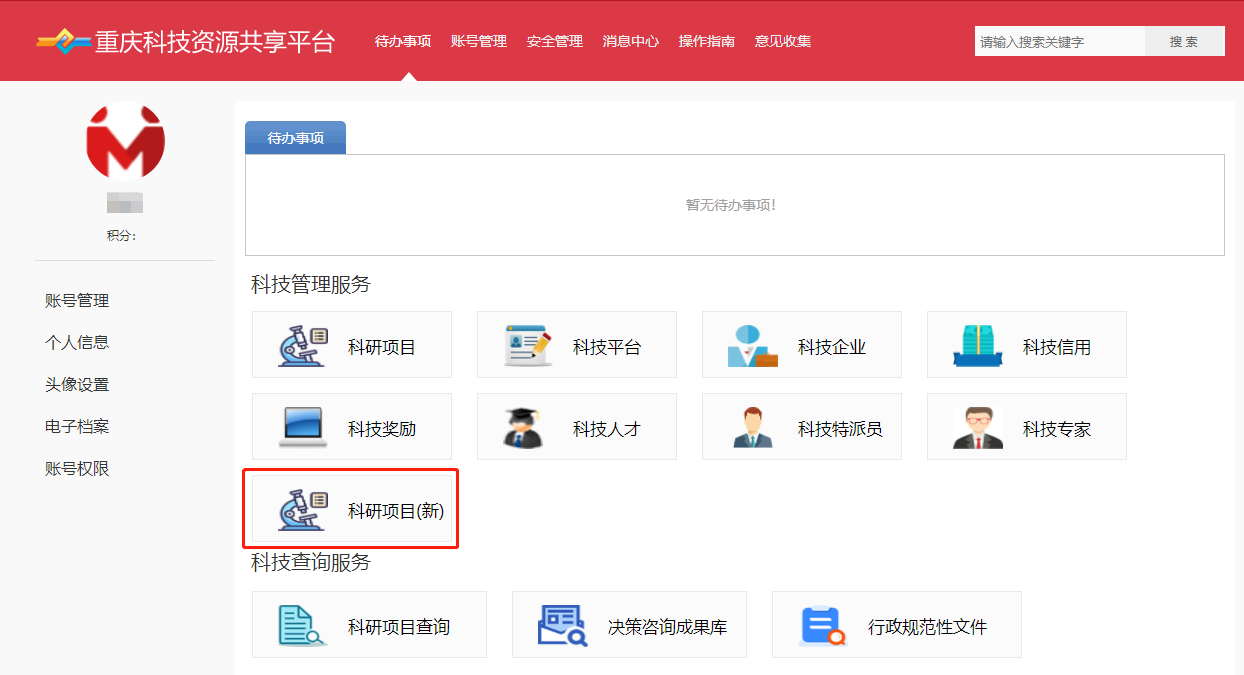 重庆科技资源共享平台
待办事项 账号管理 安全管理 消息中心 操作指南 意见收集
请输入搜索关键字 搜 索
积分：
账号管理
个人信息
头像设置
电子档案
账号权限
待办事项
暂无待办事项！
科技管理服务
科研项目 科技平台 科技企业 科技信用
科技奖励 科技人才 科技特派员 科技专家
科研项目(新)
科技查询服务
科研项目查询 决策咨询成果库 行政规范性文件